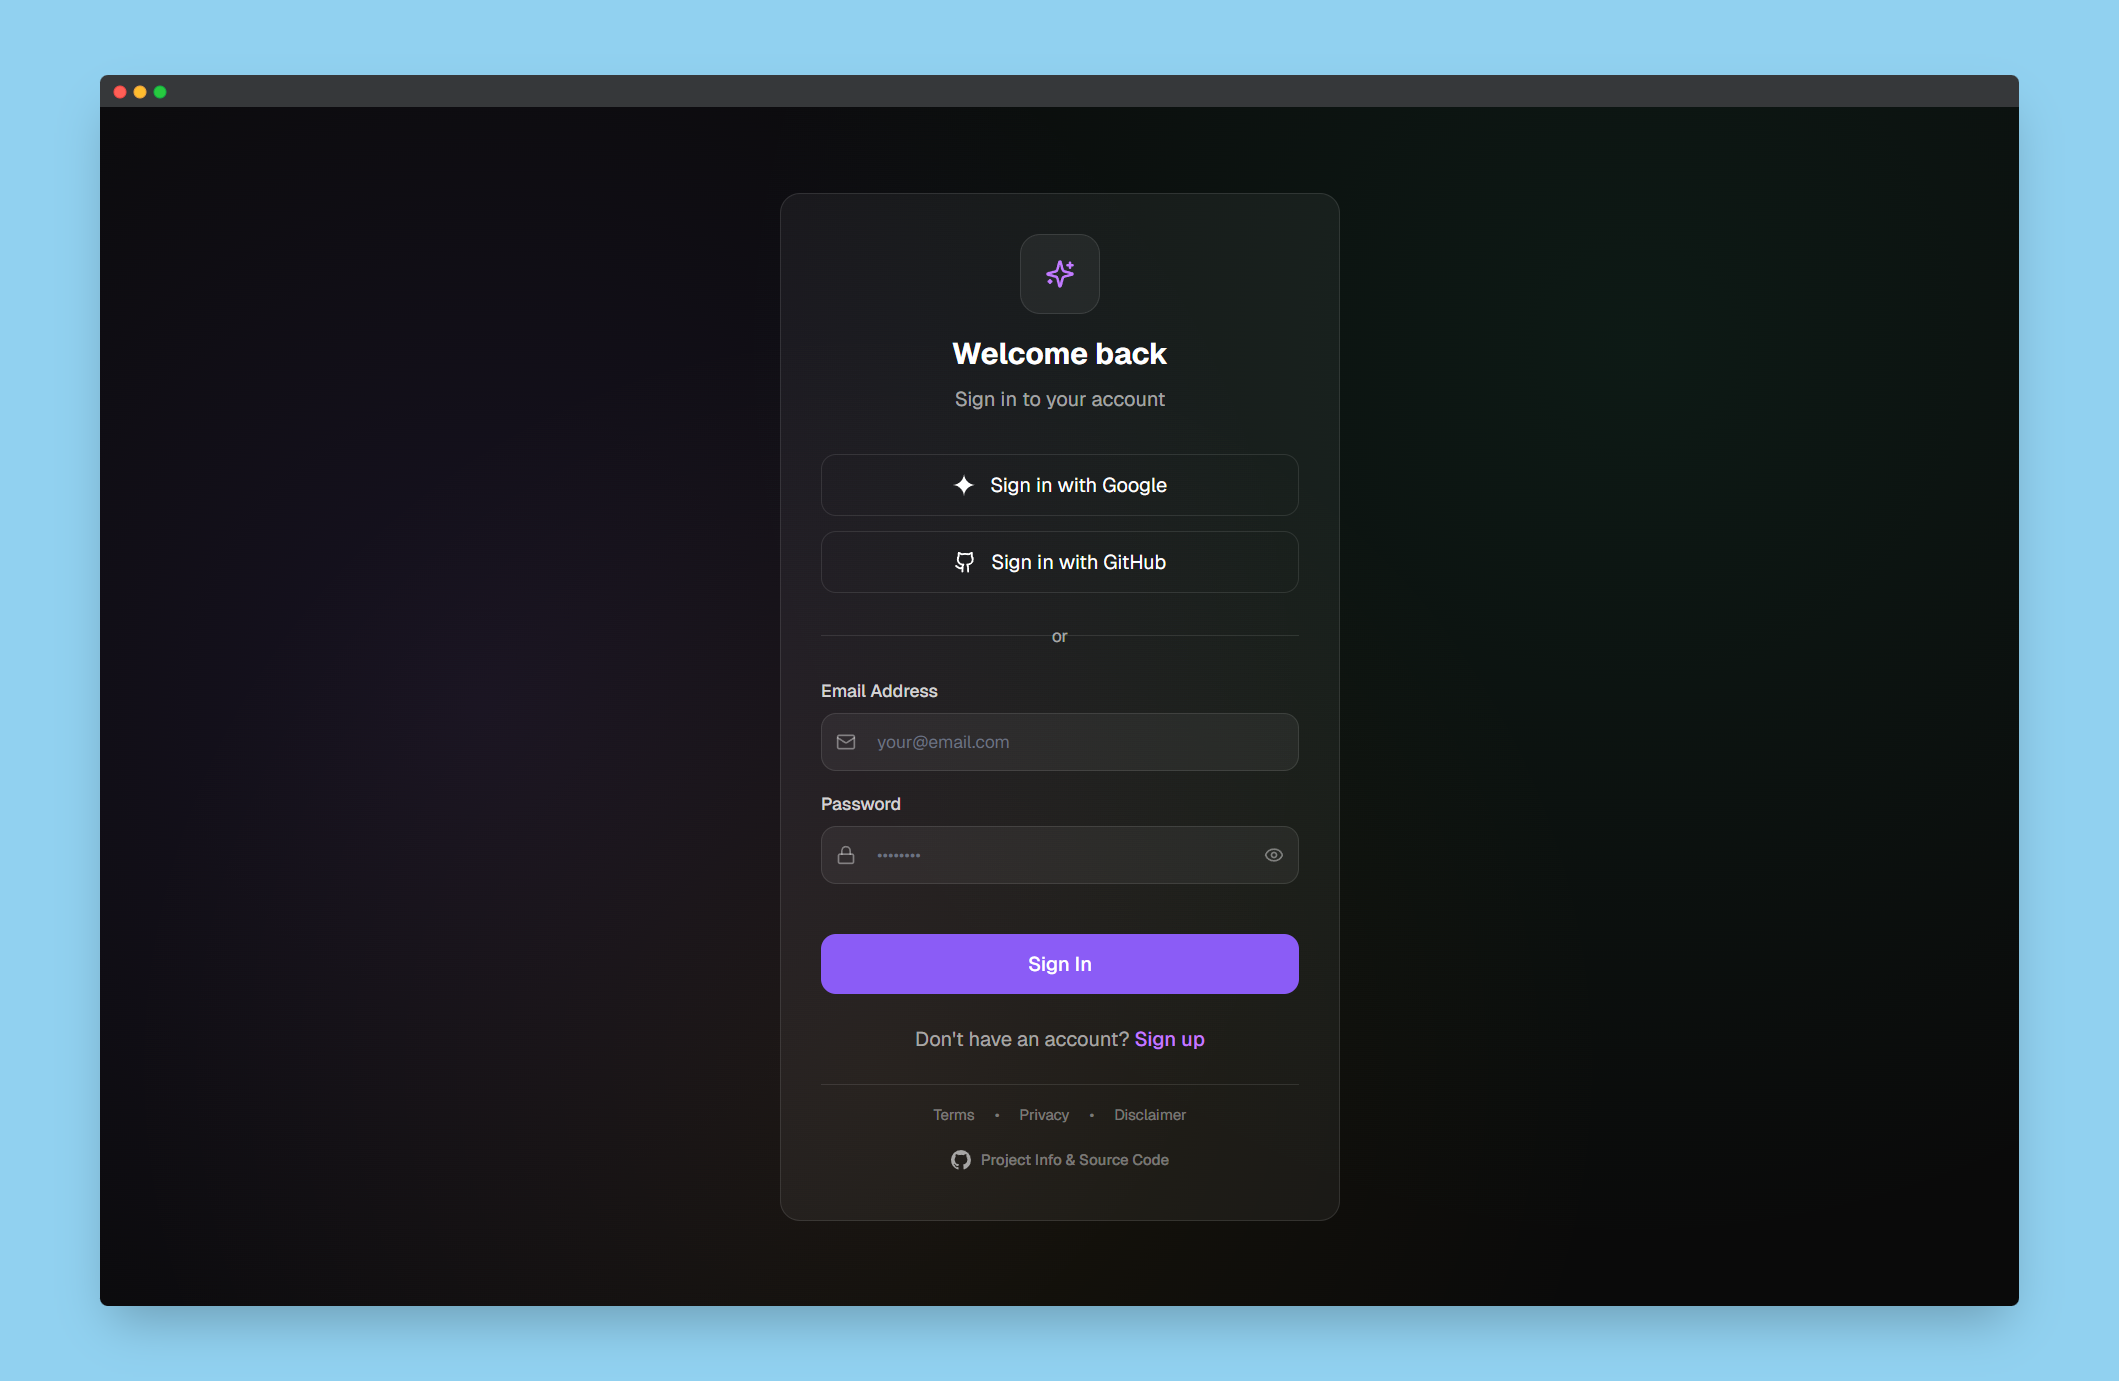 Welcome back
Sign in to your account
Sign in with Google
Sign in with GitHub
or
Email Address
your@email.com
Password
••••••••
Sign In
Don't have an account? Sign up
Terms • Privacy • Disclaimer
Project Info & Source Code